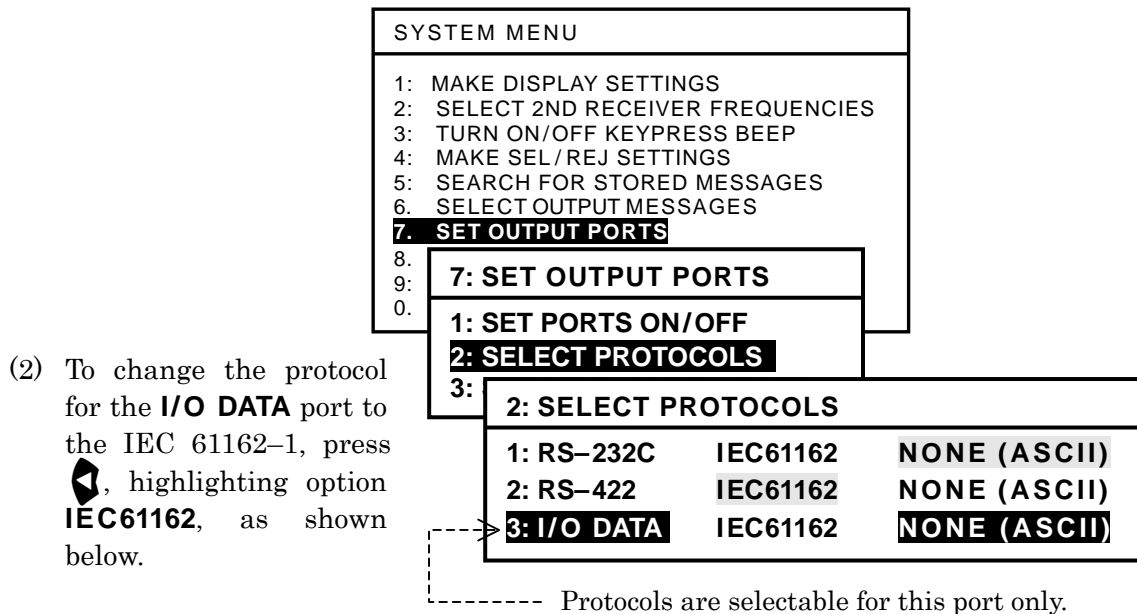 SYSTEM MENU
1: MAKE DISPLAY SETTINGS
2: SELECT 2ND RECEIVER FREQUENCIES
3: TURN ON/OFF KEYPRESS BEEP
4: MAKE SEL/REJ SETTINGS
5: SEARCH FOR STORED MESSAGES
6. SELECT OUTPUT MESSAGES
7. SET OUTPUT PORTS
8.
9:
0.
7: SET OUTPUT PORTS
1: SET PORTS ON/OFF
2: SELECT PROTOCOLS
3:
2: SELECT PROTOCOLS
1: RS–232C IEC61162 NONE (ASCII)
2: RS–422 IEC61162 NONE (ASCII)
3: I/O DATA IEC61162 NONE (ASCII)
(2) To change the protocol
for the I/O DATA port to
the IEC 61162–1, press
, highlighting option
IEC61162, as shown
below.
Protocols are selectable for this port only.